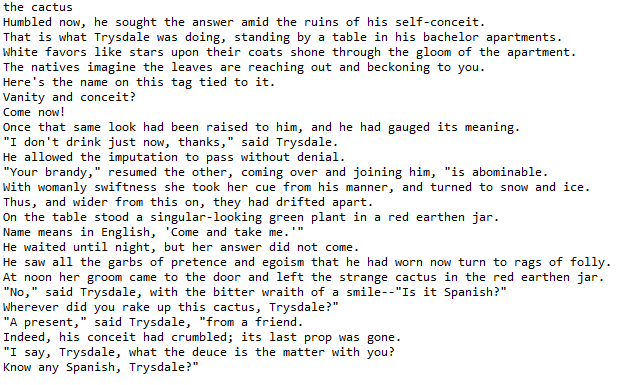 the cactus
Humbled now, he sought the answer amid the ruins of his self-conceit.
That is what Trysdale was doing, standing by a table in his bachelor apartments.
White favors like stars upon their coats shone through the gloom of the apartment.
The natives imagine the leaves are reaching out and beckoning to you.
Here's the name on this tag tied to it.
Vanity and conceit?
Come now!
Once that same look had been raised to him, and he had gauged its meaning.
"I don't drink just now, thanks," said Trysdale.
He allowed the imputation to pass without denial.
"Your brandy," resumed the other, coming over and joining him, "is abominable.
With womanly swiftness she took her cue from his manner, and turned to snow and ice.
Thus, and wider from this on, they had drifted apart.
On the table stood a singular-looking green plant in a red earthen jar.
Name means in English, 'Come and take me.'"
He waited until night, but her answer did not come.
He saw all the garbs of pretence and egoism that he had worn now turn to rags of folly.
At noon her groom came to the door and left the strange cactus in the red earthen jar.
"No," said Trysdale, with the bitter wraith of a smile--"Is it Spanish?"
Wherever did you rake up this cactus, Trysdale?"
"A present," said Trysdale, "from a friend.
Indeed, his conceit had crumbled; its last prop was gone.
"I say, Trysdale, what the deuce is the matter with you?
Know any Spanish, Trysdale?"